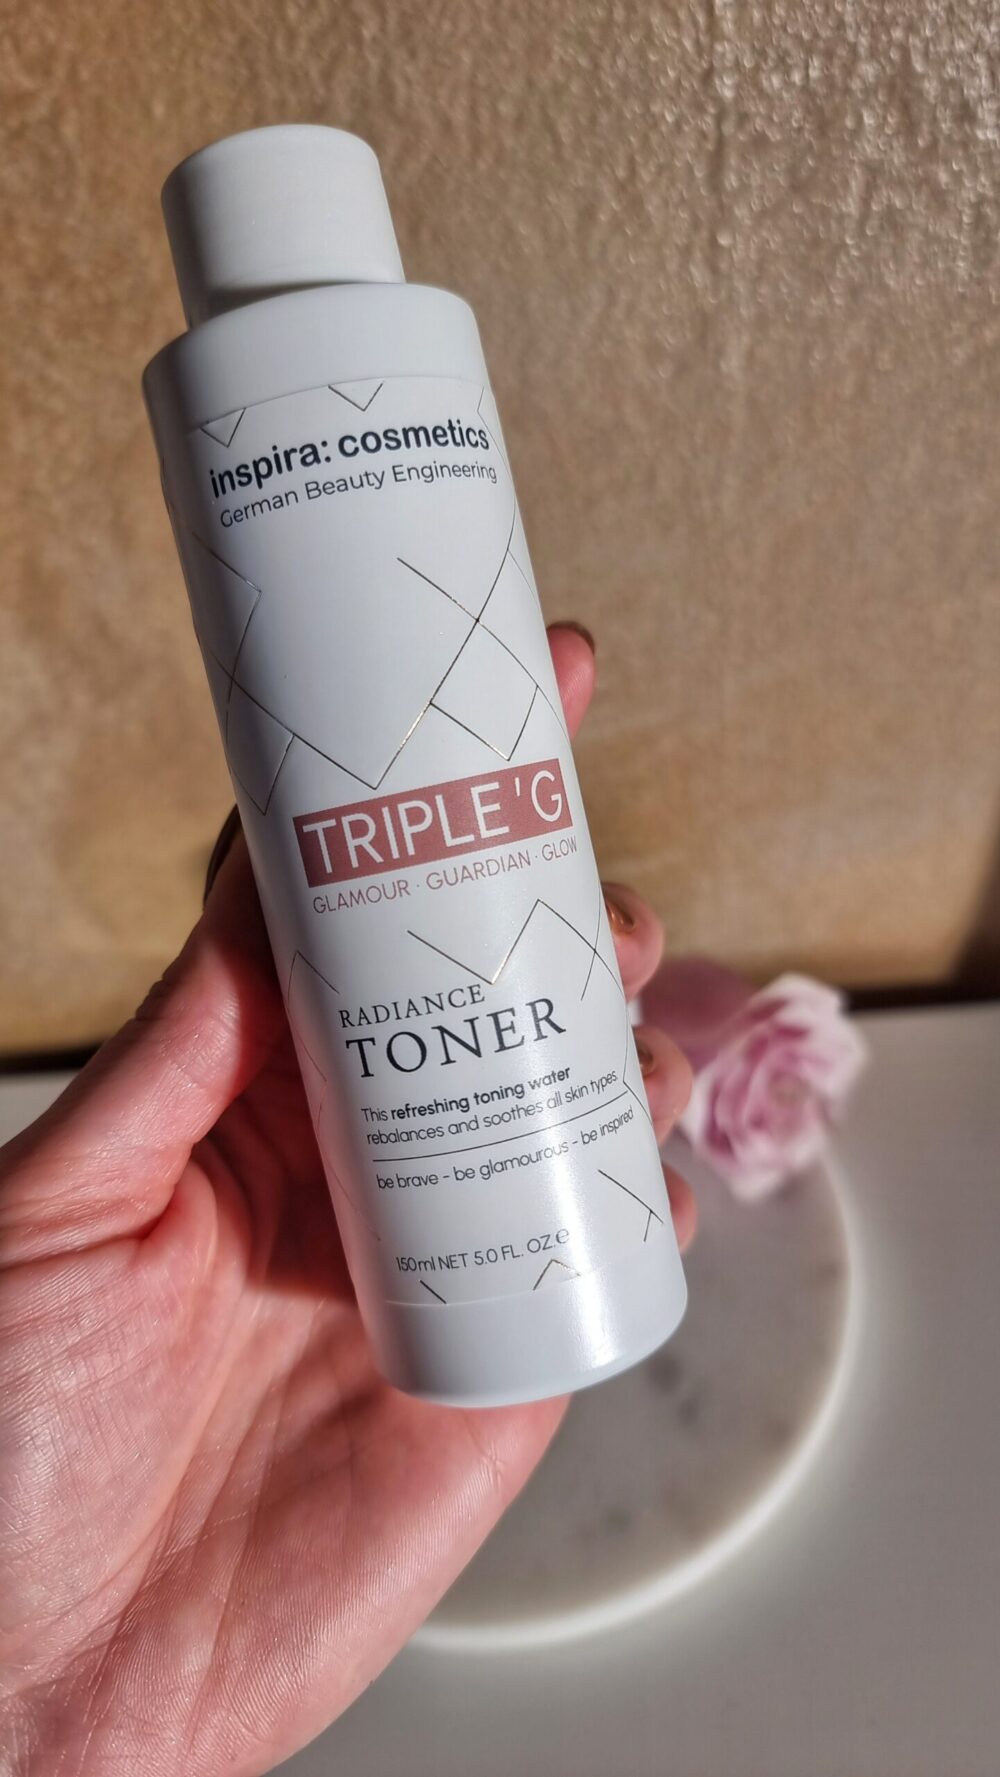 inspira: cosmetics
German Beauty Engineering
TRIPLE'G
GLAMOUR · GUARDIAN · GLOW
RADIANCE
TONER
This refreshing toning water
rebalances and soothes all skin types
be brave - be glamourous - be inspired
150ml NET 5.0 FL. OZ. ℮